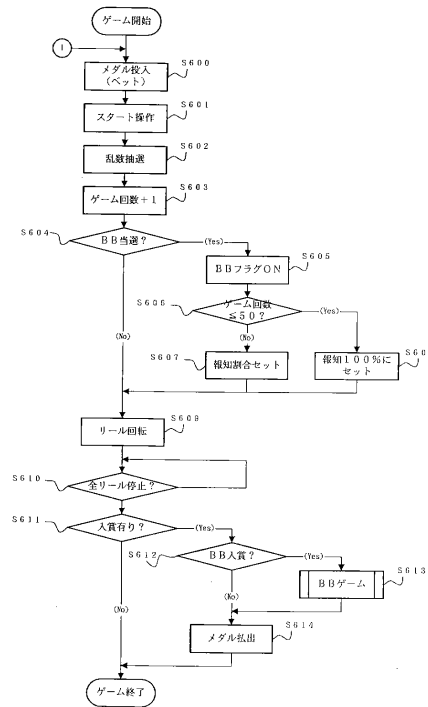 ゲーム開始
1
S600
メダル投入
(ベット)
S601
スタート操作
S602
乱数抽選
S603
ゲーム回数+1
S604
BB当選?
(Yes)
S605
BBフラグON
S606
ゲーム回数
≦50?
(Yes)
(No)
(No)
S607
報知割合セット
S60
報知100%に
セット
S609
リール回転
S610
全リール停止?
S611
入賞有り?
(Yes)
S612
BB入賞?
(Yes)
S613
BBゲーム
(No)
(No)
S614
メダル払出
ゲーム終了